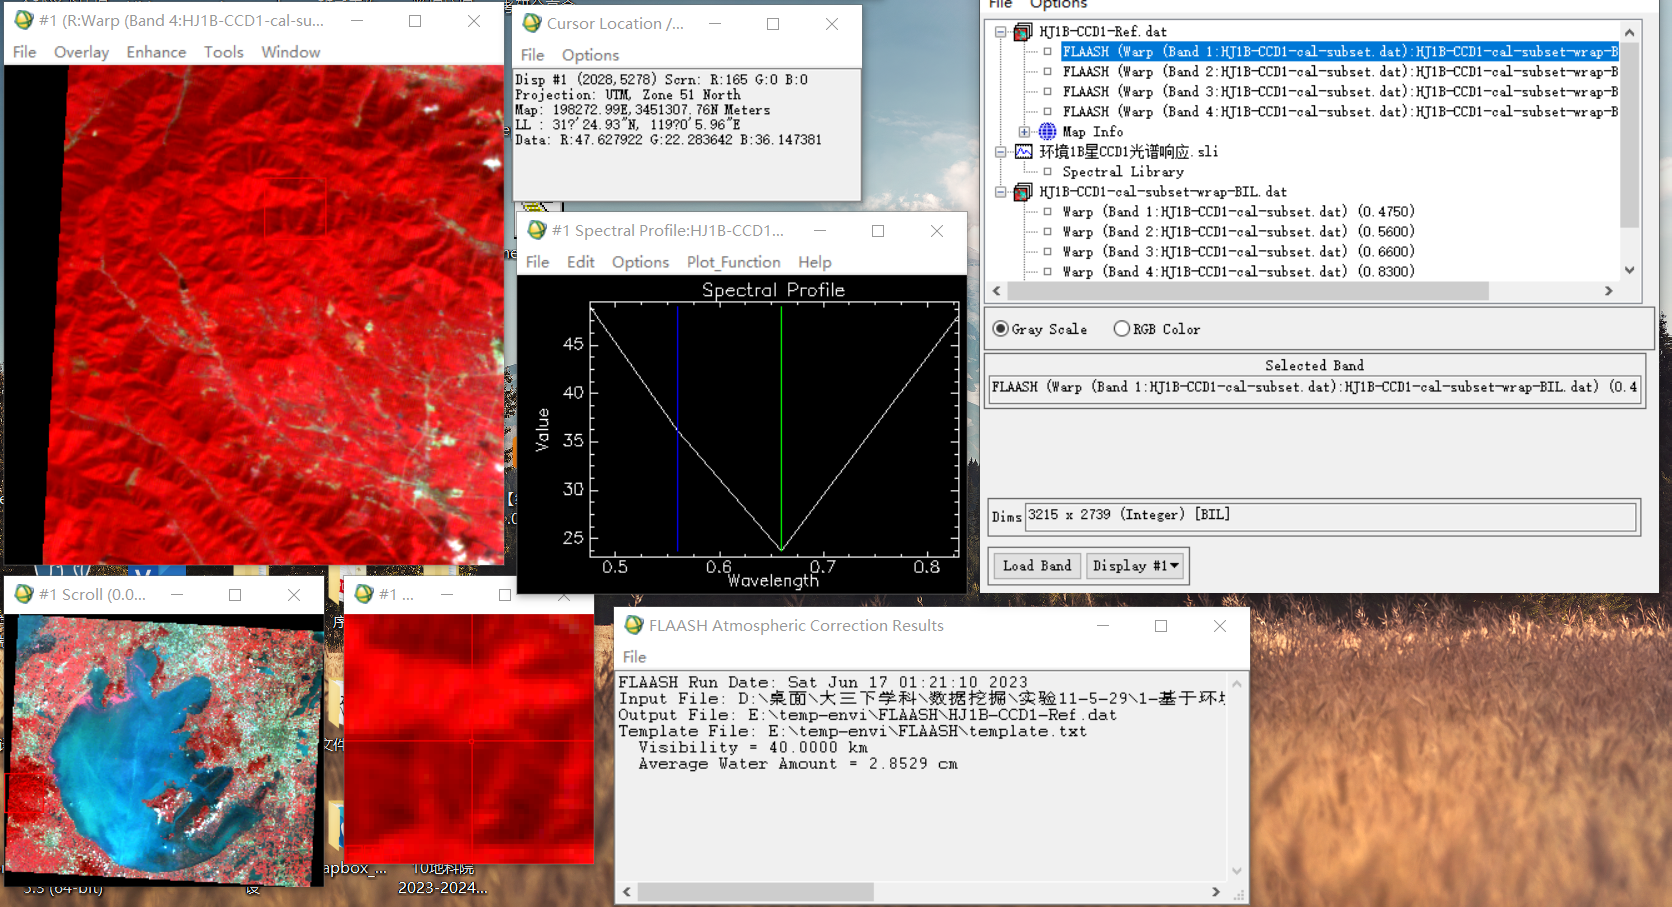 #1 (R:Warp (Band 4:HJ1B-CCD1-cal-su...
File Overlay Enhance Tools Window
Cursor Location /...
File Options
Disp #1 (2028,5278) Scrn: R:165 G:0 B:0
Projection: UTM, Zone 51 North
Map: 198272.99E,3451307.76N Meters
LL : 31?'24.93"N, 119?0'5.96"E
Data: R:47.627922 G:22.283642 B:36.147381
#1 Spectral Profile:HJ1B-CCD1...
File Edit Options Plot_Function Help
Spectral Profile
Value
45
40
35
30
25
0.5 0.6 0.7 0.8
Wavelength
File Options
HJ1B-CCD1-Ref.dat
FLAASH (Warp (Band 1:HJ1B-CCD1-cal-subset.dat):HJ1B-CCD1-cal-subset-wrap-B
FLAASH (Warp (Band 2:HJ1B-CCD1-cal-subset.dat):HJ1B-CCD1-cal-subset-wrap-B
FLAASH (Warp (Band 3:HJ1B-CCD1-cal-subset.dat):HJ1B-CCD1-cal-subset-wrap-B
FLAASH (Warp (Band 4:HJ1B-CCD1-cal-subset.dat):HJ1B-CCD1-cal-subset-wrap-B
Map Info
环境1B星CCD1光谱响应.sli
Spectral Library
HJ1B-CCD1-cal-subset-wrap-BIL.dat
Warp (Band 1:HJ1B-CCD1-cal-subset.dat) (0.4750)
Warp (Band 2:HJ1B-CCD1-cal-subset.dat) (0.5600)
Warp (Band 3:HJ1B-CCD1-cal-subset.dat) (0.6600)
Warp (Band 4:HJ1B-CCD1-cal-subset.dat) (0.8300)
Gray Scale RGB Color
Selected Band
FLAASH (Warp (Band 1:HJ1B-CCD1-cal-subset.dat):HJ1B-CCD1-cal-subset-wrap-BIL.dat) (0.4
Dims 3215 x 2739 (Integer) [BIL]
Load Band Display #1
#1 Scroll (0.0...
#1 ...
FLAASH Atmospheric Correction Results
File
FLAASH Run Date: Sat Jun 17 01:21:10 2023
Input File: D:\桌面\大三下学科\数据挖掘\实验11-5-29\1-基于环境
Output File: E:\temp-envi\FLAASH\HJ1B-CCD1-Ref.dat
Template File: E:\temp-envi\FLAASH\template.txt
Visibility = 40.0000 km
Average Water Amount = 2.8529 cm
apbox_...
10地科院
2023-2024...
5.3 (64-bit)